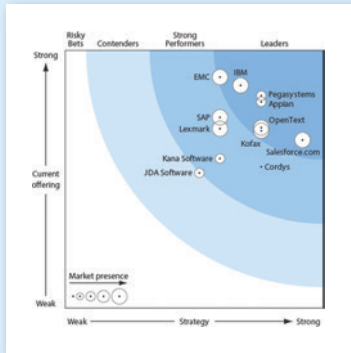 Risky
Bets
Contenders
Strong
Performers
Leaders
Strong
EMC
IBM
Pegasystems
Appian
SAP
OpenText
Lexmark
Kofax
Salesforce.com
Kana Software
Cordys
JDA Software
Current
offering
Market presence
Weak
Weak
Strategy
Strong